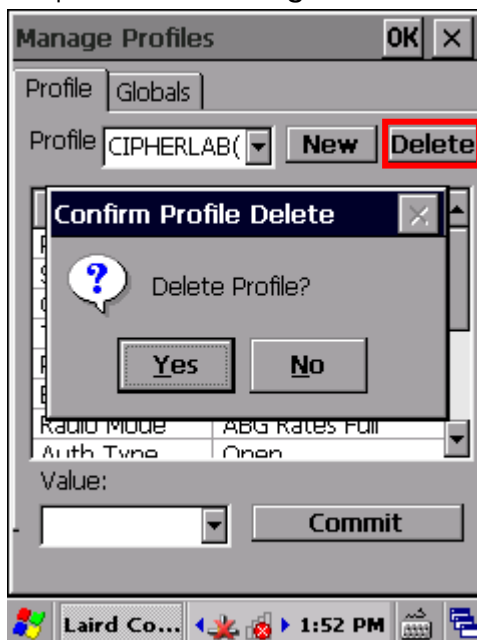 Manage Profiles OK
Profile Globals
Profile CIPHERLAB( New Delete
Confirm Profile Delete
?
Delete Profile?
Yes No
Radio Mode ABG Rates Full
Auth Type Open
Value:
Commit
Laird Co... 1:52 PM